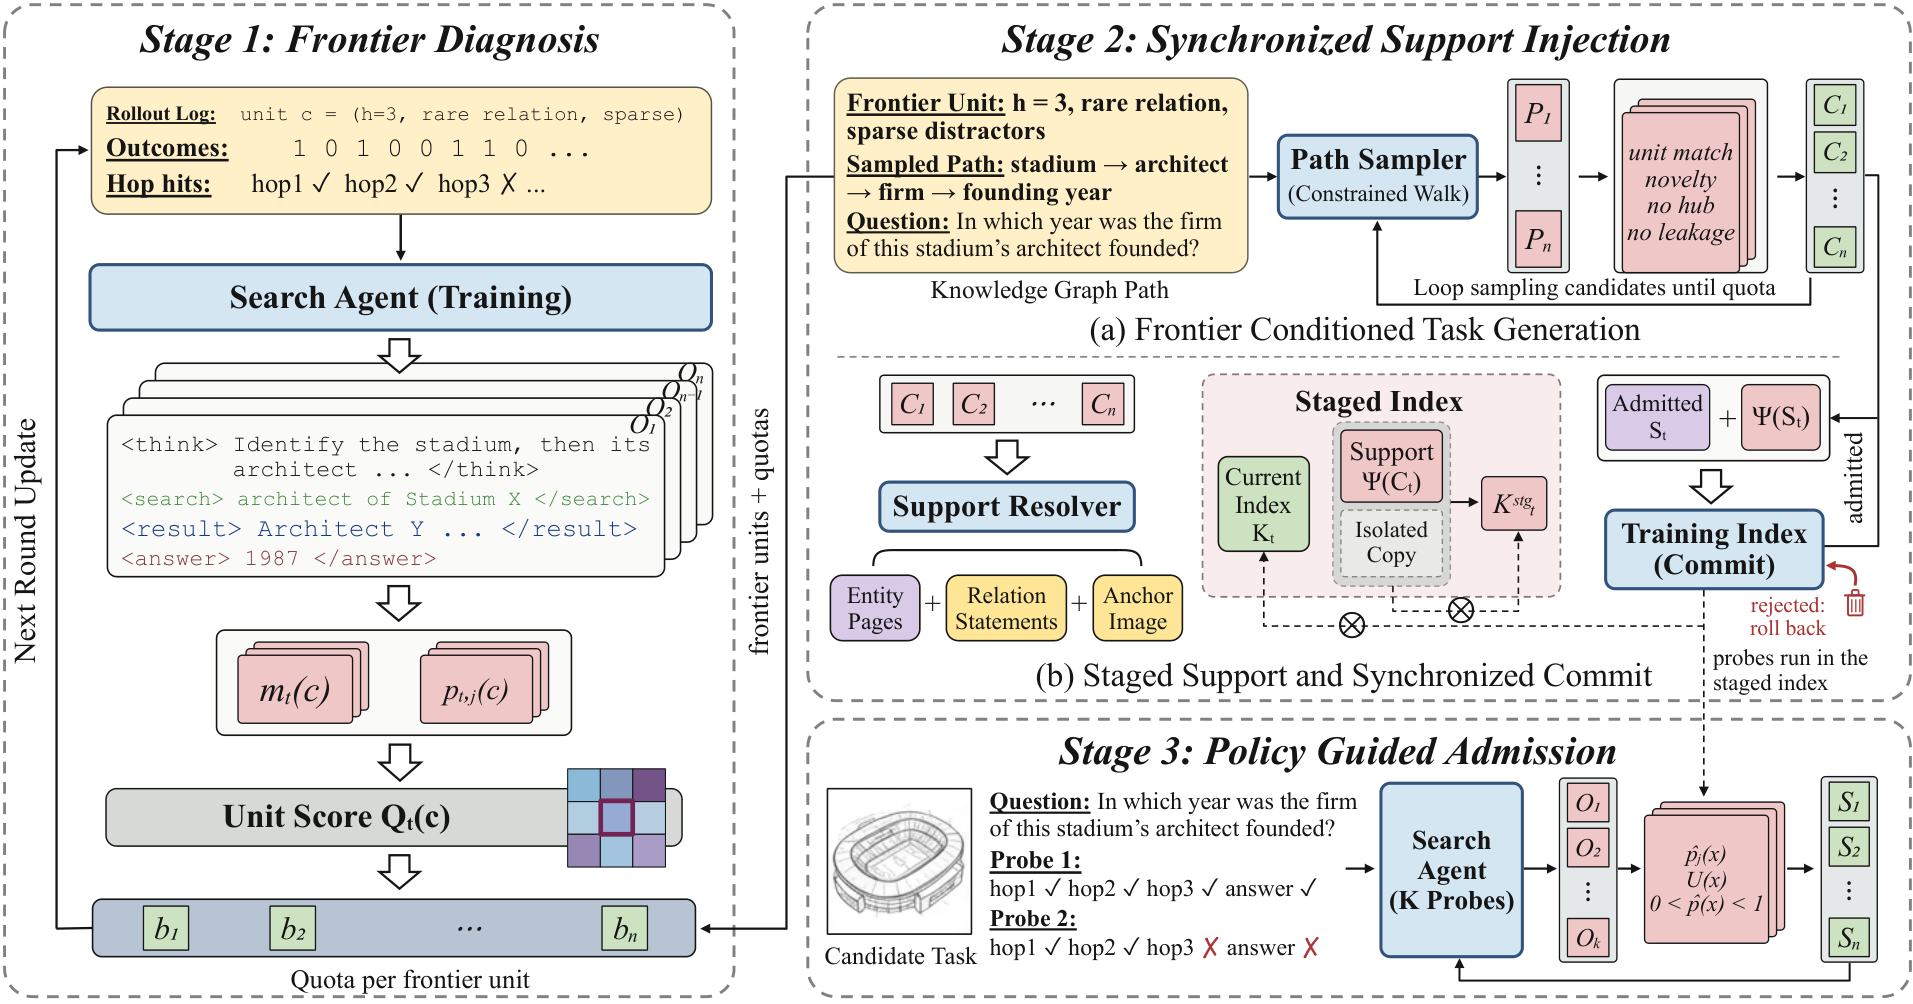 Stage 1: Frontier Diagnosis
Rollout Log: unit c = (h=3, rare relation, sparse)
Outcomes: 1 0 1 0 0 1 1 0 ...
Hop hits: hop1 ✓ hop2 ✓ hop3 ✗ ...
Search Agent (Training)
Oₙ
Oₙ₋₁
O₂
O₁
<think> Identify the stadium, then its
architect ... </think>
<search> architect of Stadium X </search>
<result> Architect Y ... </result>
<answer> 1987 </answer>
mₜ(c) pₜ,ⱼ(c)
Unit Score Qₜ(c)
b₁ b₂ ... bₙ
Quota per frontier unit
Next Round Update
frontier units + quotas
Stage 2: Synchronized Support Injection
Frontier Unit: h = 3, rare relation,
sparse distractors
Sampled Path: stadium → architect
→ firm → founding year
Question: In which year was the firm
of this stadium's architect founded?
Knowledge Graph Path
Path Sampler
(Constrained Walk)
P₁
⋮
Pₙ
unit match
novelty
no hub
no leakage
C₁
C₂
⋮
Cₙ
Loop sampling candidates until quota
(a) Frontier Conditioned Task Generation
C₁ C₂ ... Cₙ
Support Resolver
Entity
Pages
+
Relation
Statements
+
Anchor
Image
Staged Index
Current
Index
Kₜ
Support
Ψ(Cₜ)
Isolated
Copy
K^stg_t
Admitted
Sₜ
+
Ψ(Sₜ)
admitted
Training Index
(Commit)
rejected:
roll back
probes run in the
staged index
(b) Staged Support and Synchronized Commit
Stage 3: Policy Guided Admission
Candidate Task
Question: In which year was the firm
of this stadium's architect founded?
Probe 1:
hop1 ✓ hop2 ✓ hop3 ✓ answer ✓
Probe 2:
hop1 ✓ hop2 ✓ hop3 ✗ answer ✗
Search
Agent
(K Probes)
O₁
O₂
⋮
Oₖ
p̂ⱼ(x)
U(x)
0 < p̂(x) < 1
S₁
S₂
⋮
Sₙ